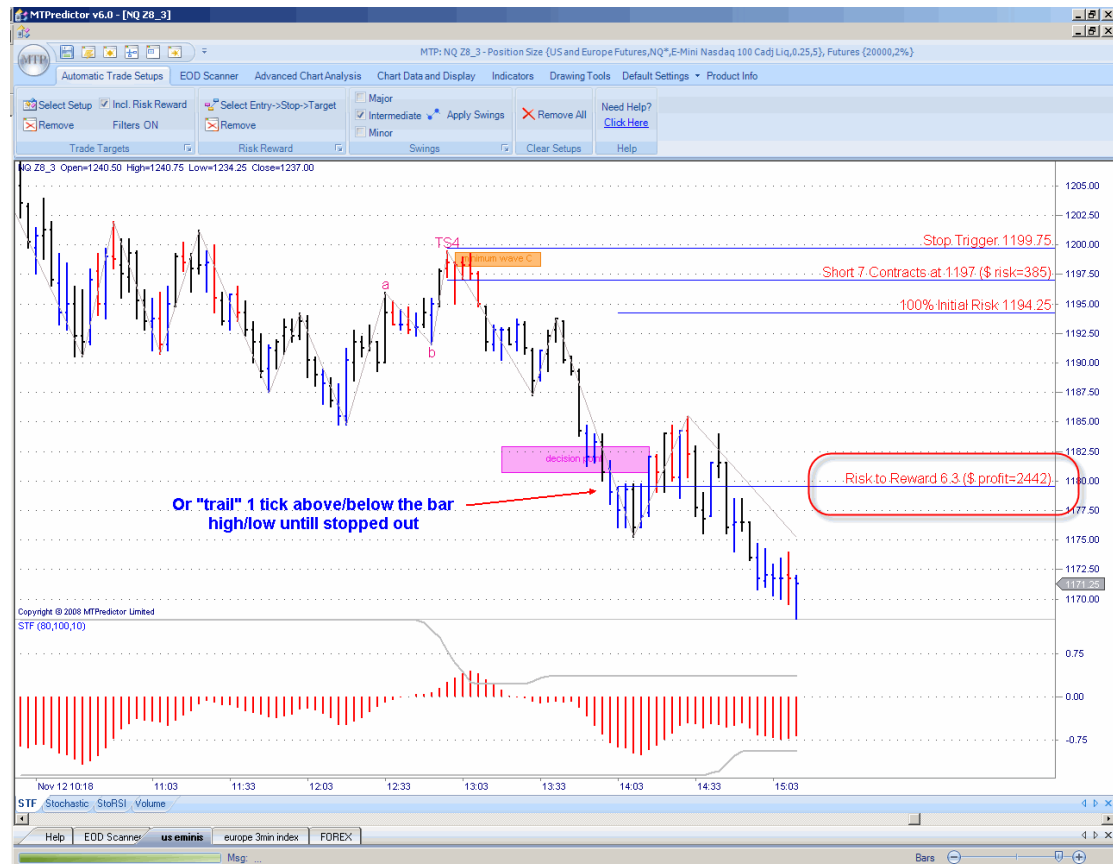 MTPredictor v6.0 - [NQ Z8_3]
MTP: NQ Z8_3 - Position Size {US and Europe Futures,NQ*,E-Mini Nasdaq 100 Cadj Liq,0.25,5}, Futures {20000,2%}
MTP
Automatic Trade Setups EOD Scanner Advanced Chart Analysis Chart Data and Display Indicators Drawing Tools Default Settings Product Info
Select Setup Incl. Risk Reward Select Entry->Stop->Target Major Need Help?
Intermediate Apply Swings Remove All
Remove Filters ON Remove Minor Click Here
Trade Targets Risk Reward Swings Clear Setups Help
NQ Z8_3 Open=1240.50 High=1240.75 Low=1234.25 Close=1237.00
1205.00
1202.50
TS4
Stop Trigger 1199.75
1200.00
minimum wave C
Short 7 Contracts at 1197 ($ risk=385)
1197.50
a
100% Initial Risk 1194.25
1195.00
1192.50
b
1190.00
1187.50
1185.00
1182.50
decision point
Risk to Reward 6.3 ($ profit=2442)
1180.00
Or "trail" 1 tick above/below the bar
high/low untill stopped out
1177.50
1175.00
1172.50
1171.25
1170.00
Copyright © 2008 MTPredictor Limited
STF (80,100,10)
0.75
0.00
-0.75
Nov 12 10:18 11:03 11:33 12:03 12:33 13:03 13:33 14:03 14:33 15:03
STF Stochastic StoRSI Volume
Help EOD Scanner us eminis europe 3min index FOREX
Msg: ... Bars